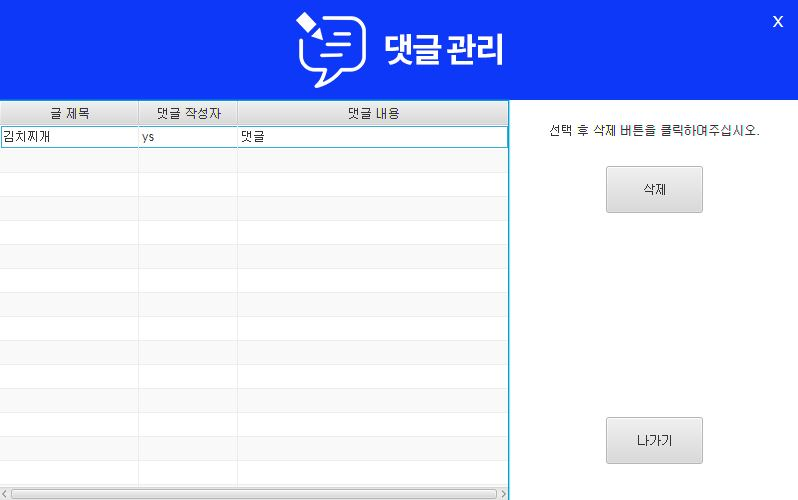 댓글 관리
X
글 제목 댓글 작성자 댓글 내용
김치찌개 ys 댓글
선택 후 삭제 버튼을 클릭하여주십시오.
삭제
나가기